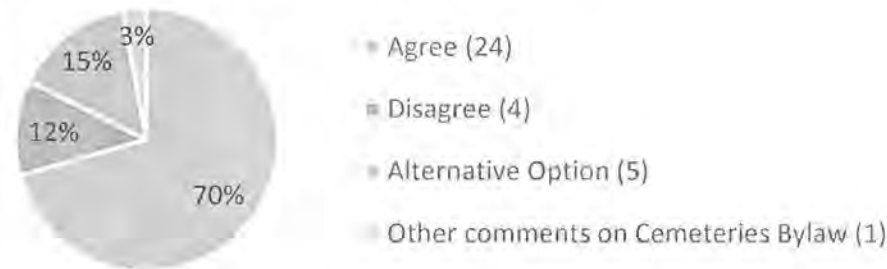 3%
15%
12%
70%
Agree (24)
Disagree (4)
Alternative Option (5)
Other comments on Cemeteries Bylaw (1)